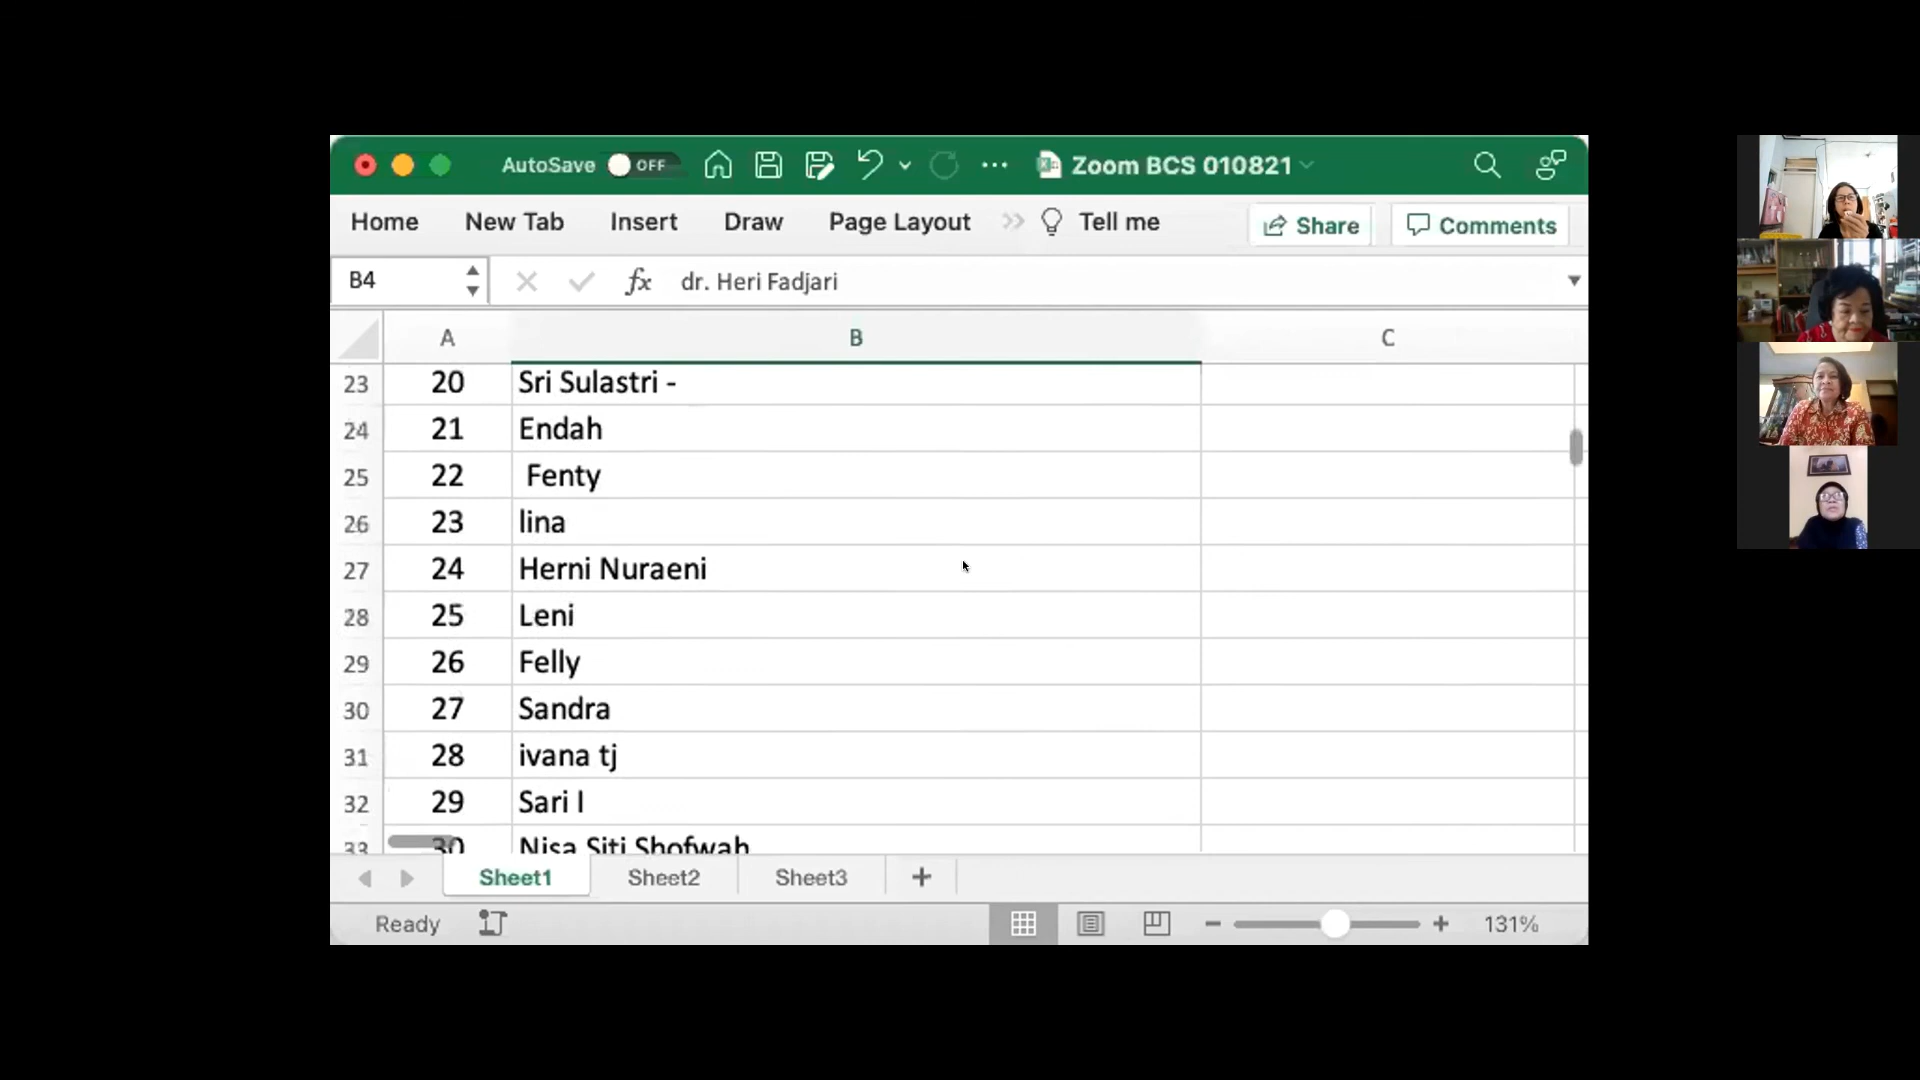 AutoSave OFF Zoom BCS 010821
Home New Tab Insert Draw Page Layout Tell me Share Comments
B4 fx dr. Heri Fadjari
A B C
23 20 Sri Sulastri -
24 21 Endah
25 22 Fenty
26 23 lina
27 24 Herni Nuraeni
28 25 Leni
29 26 Felly
30 27 Sandra
31 28 ivana tj
32 29 Sari I
33 30 Nisa Siti Shofwah
Sheet1 Sheet2 Sheet3 +
Ready 131%